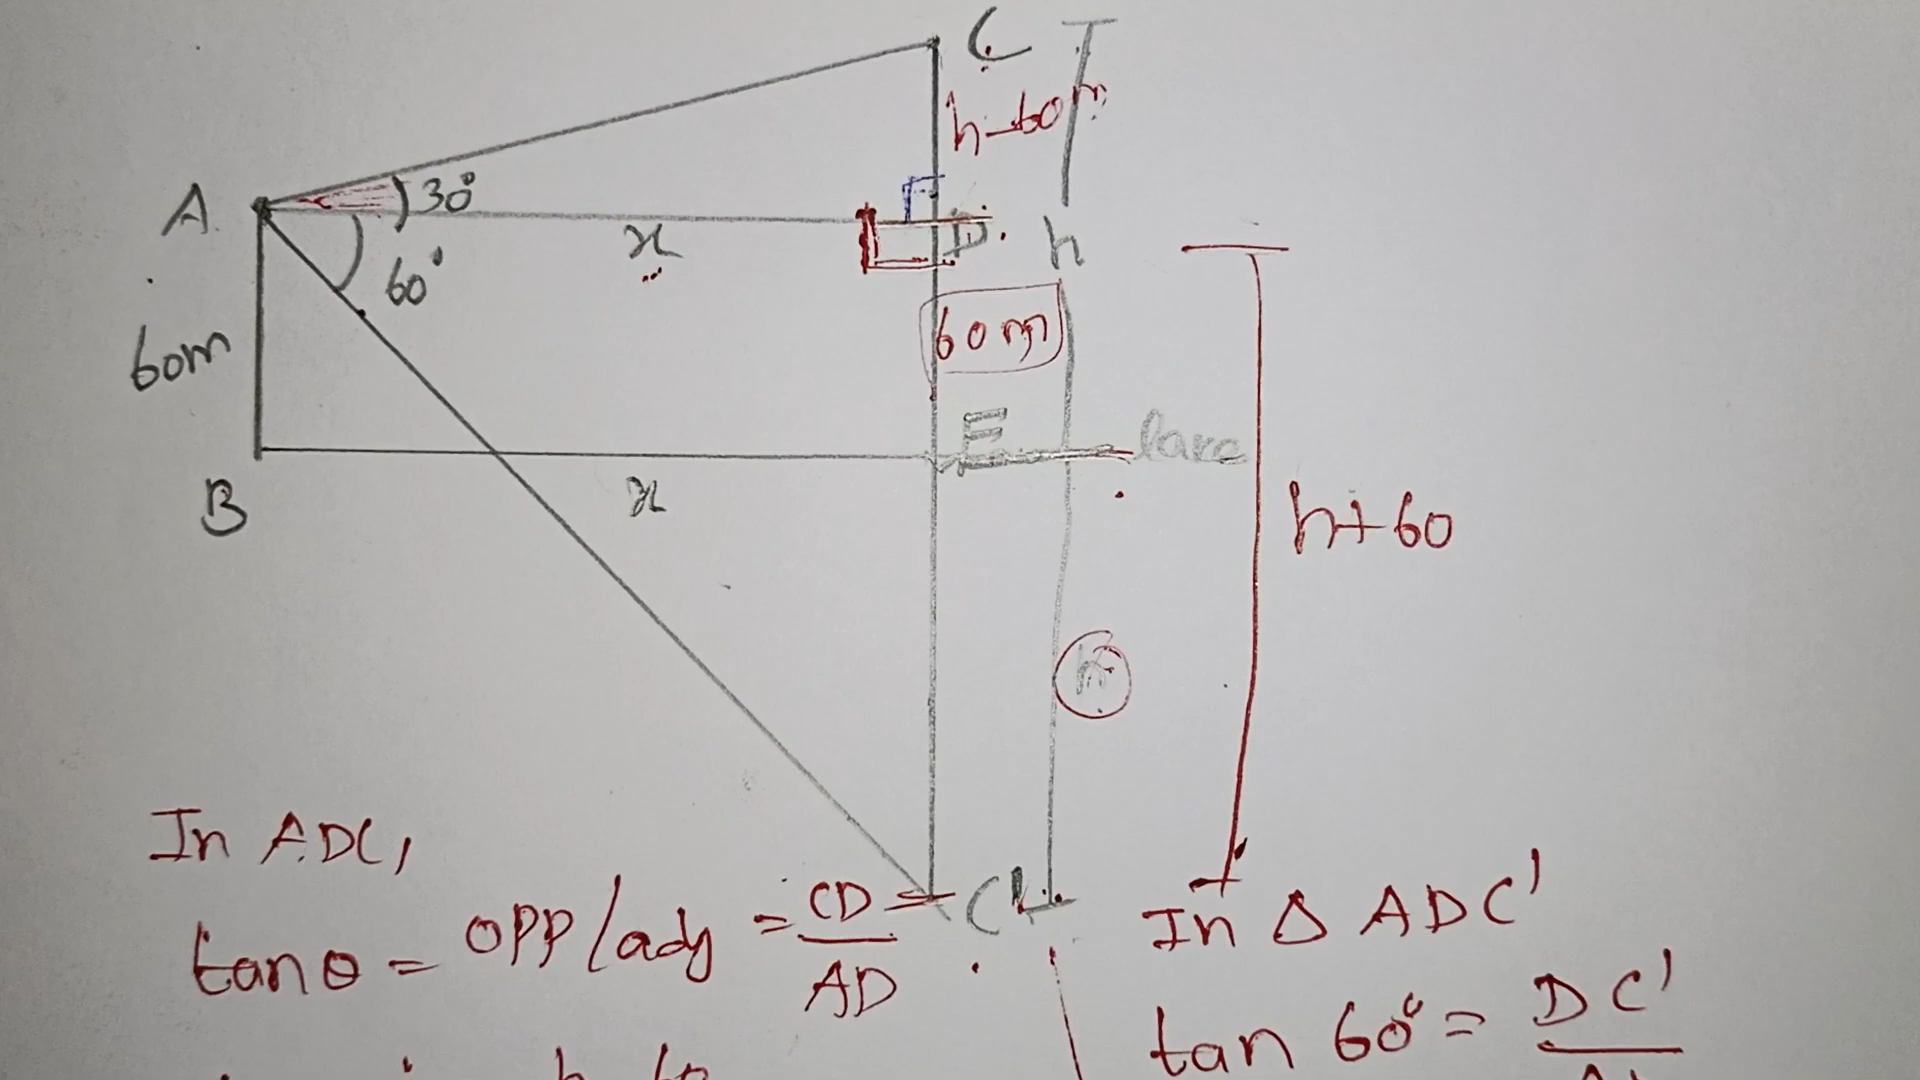 C
h-60m
A
30°
x
D
h
60°
60m
60m
E
lake
B
x
h+60
h
In ADC,
C'
In Δ ADC'
tanθ = opp/adj = CD
AD
tan 60° = DC'